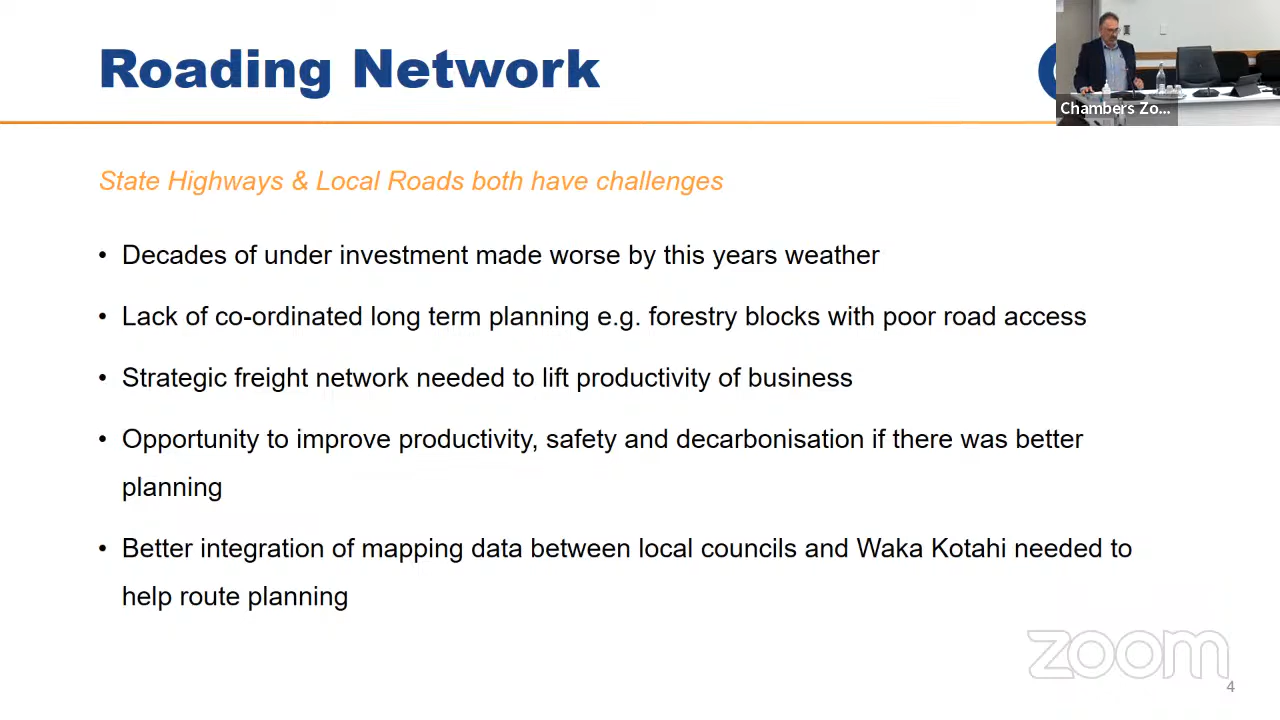 Roading Network
Chambers Zo...
State Highways & Local Roads both have challenges
• Decades of under investment made worse by this years weather
• Lack of co-ordinated long term planning e.g. forestry blocks with poor road access
• Strategic freight network needed to lift productivity of business
• Opportunity to improve productivity, safety and decarbonisation if there was better
planning
• Better integration of mapping data between local councils and Waka Kotahi needed to
help route planning
zoom
4